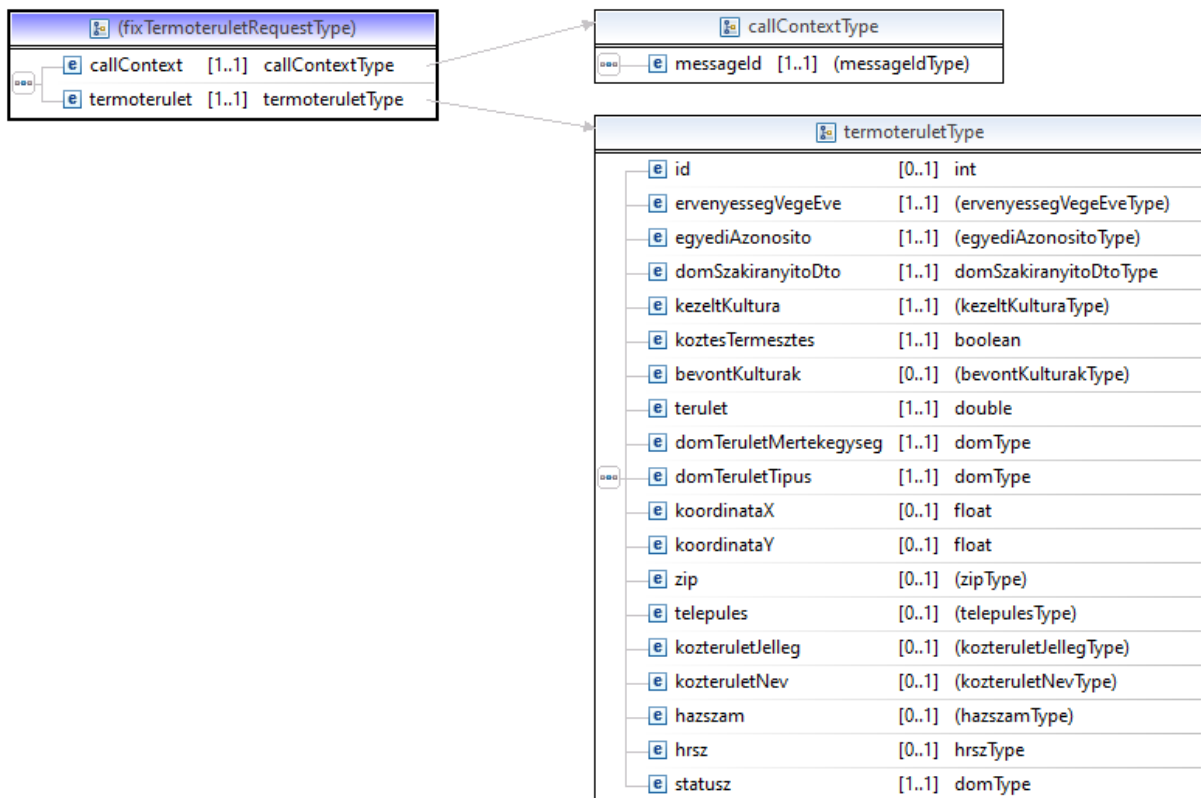 (fixTermoteruletRequestType)
callContext [1..1] callContextType
termoterulet [1..1] termoteruletType
callContextType
messageId [1..1] (messageIdType)
termoteruletType
id [0..1] int
ervenyessegVegeEve [1..1] (ervenyessegVegeEveType)
egyediAzonosito [1..1] (egyediAzonositoType)
domSzakiranyitoDto [1..1] domSzakiranyitoDtoType
kezeltKultura [1..1] (kezeltKulturaType)
koztesTermesztes [1..1] boolean
bevontKulturak [0..1] (bevontKulturakType)
terulet [1..1] double
domTeruletMertekegyseg [1..1] domType
domTeruletTipus [1..1] domType
koordinataX [0..1] float
koordinataY [0..1] float
zip [0..1] (zipType)
telepules [0..1] (telepulesType)
kozteruletJelleg [0..1] (kozteruletJellegType)
kozteruletNev [0..1] (kozteruletNevType)
hazszam [0..1] (hazszamType)
hrsz [0..1] hrszType
statusz [1..1] domType